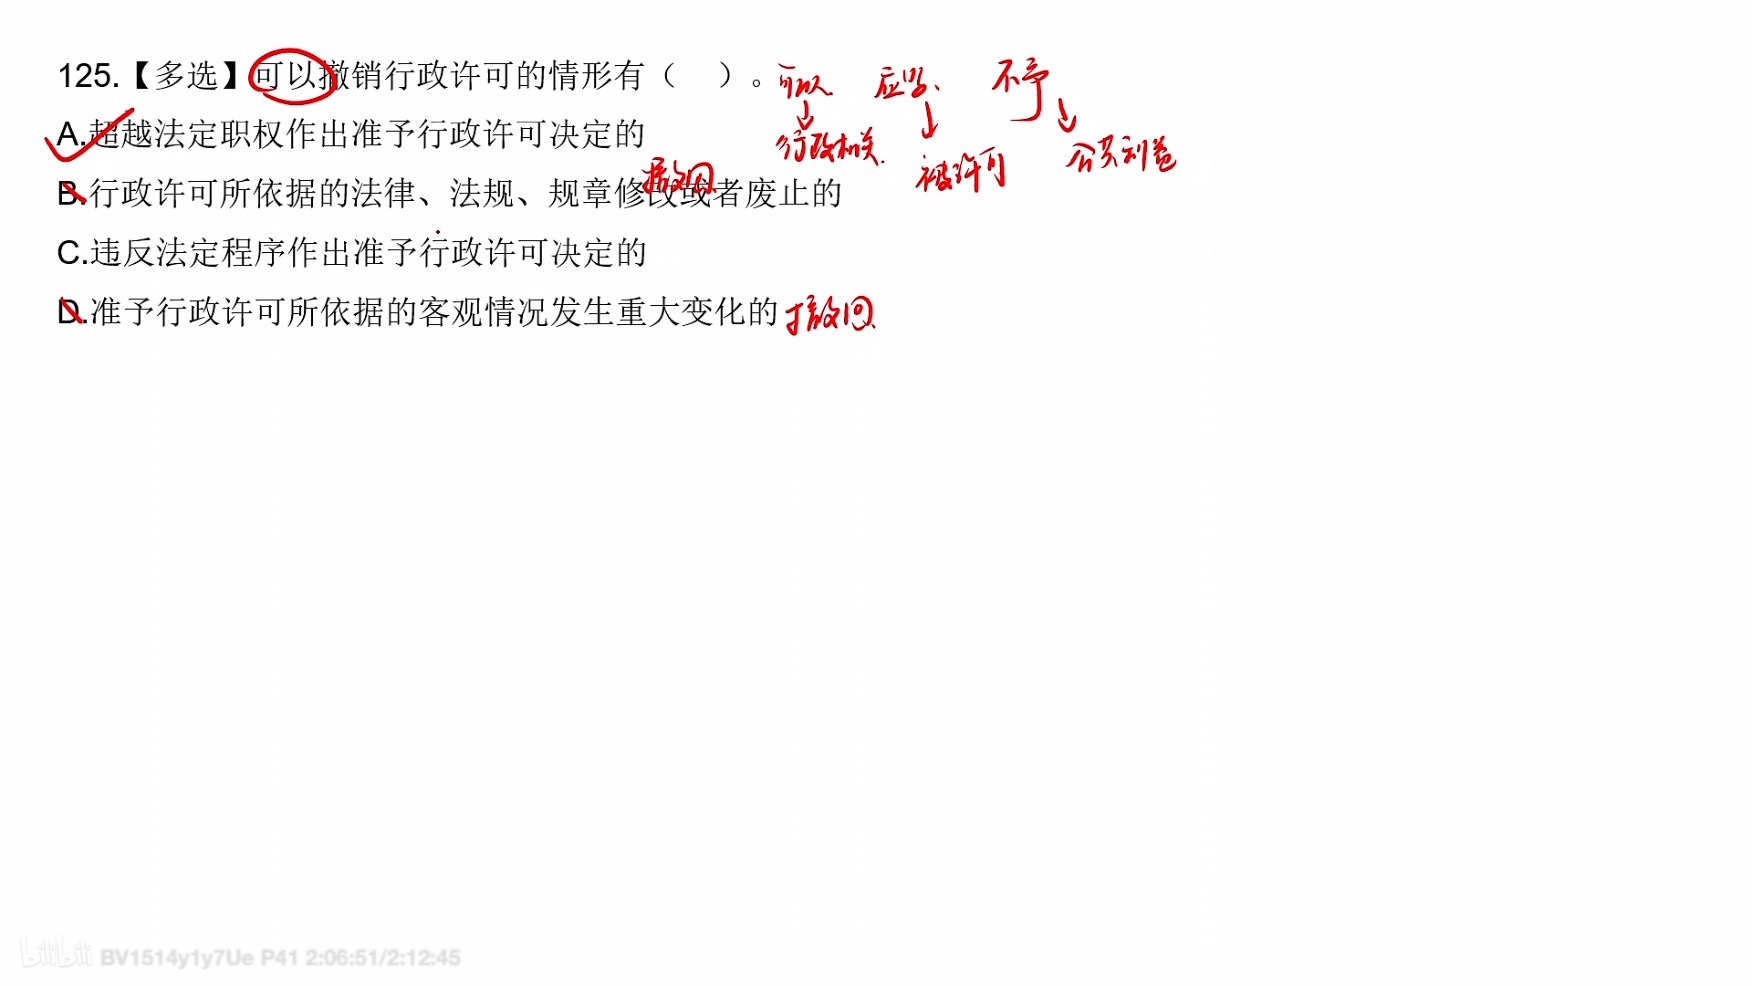 125.【多选】可以撤销行政许可的情形有（ ）。可以 应当、 不予
A.超越法定职权作出准予行政许可决定的
行政机关. 被许可 公共利益
撤回
B.行政许可所依据的法律、法规、规章修改或者废止的
C.违反法定程序作出准予行政许可决定的
D.准予行政许可所依据的客观情况发生重大变化的 撤回
bilibili BV1514y1y7Ue P41 2:06:51/2:12:45